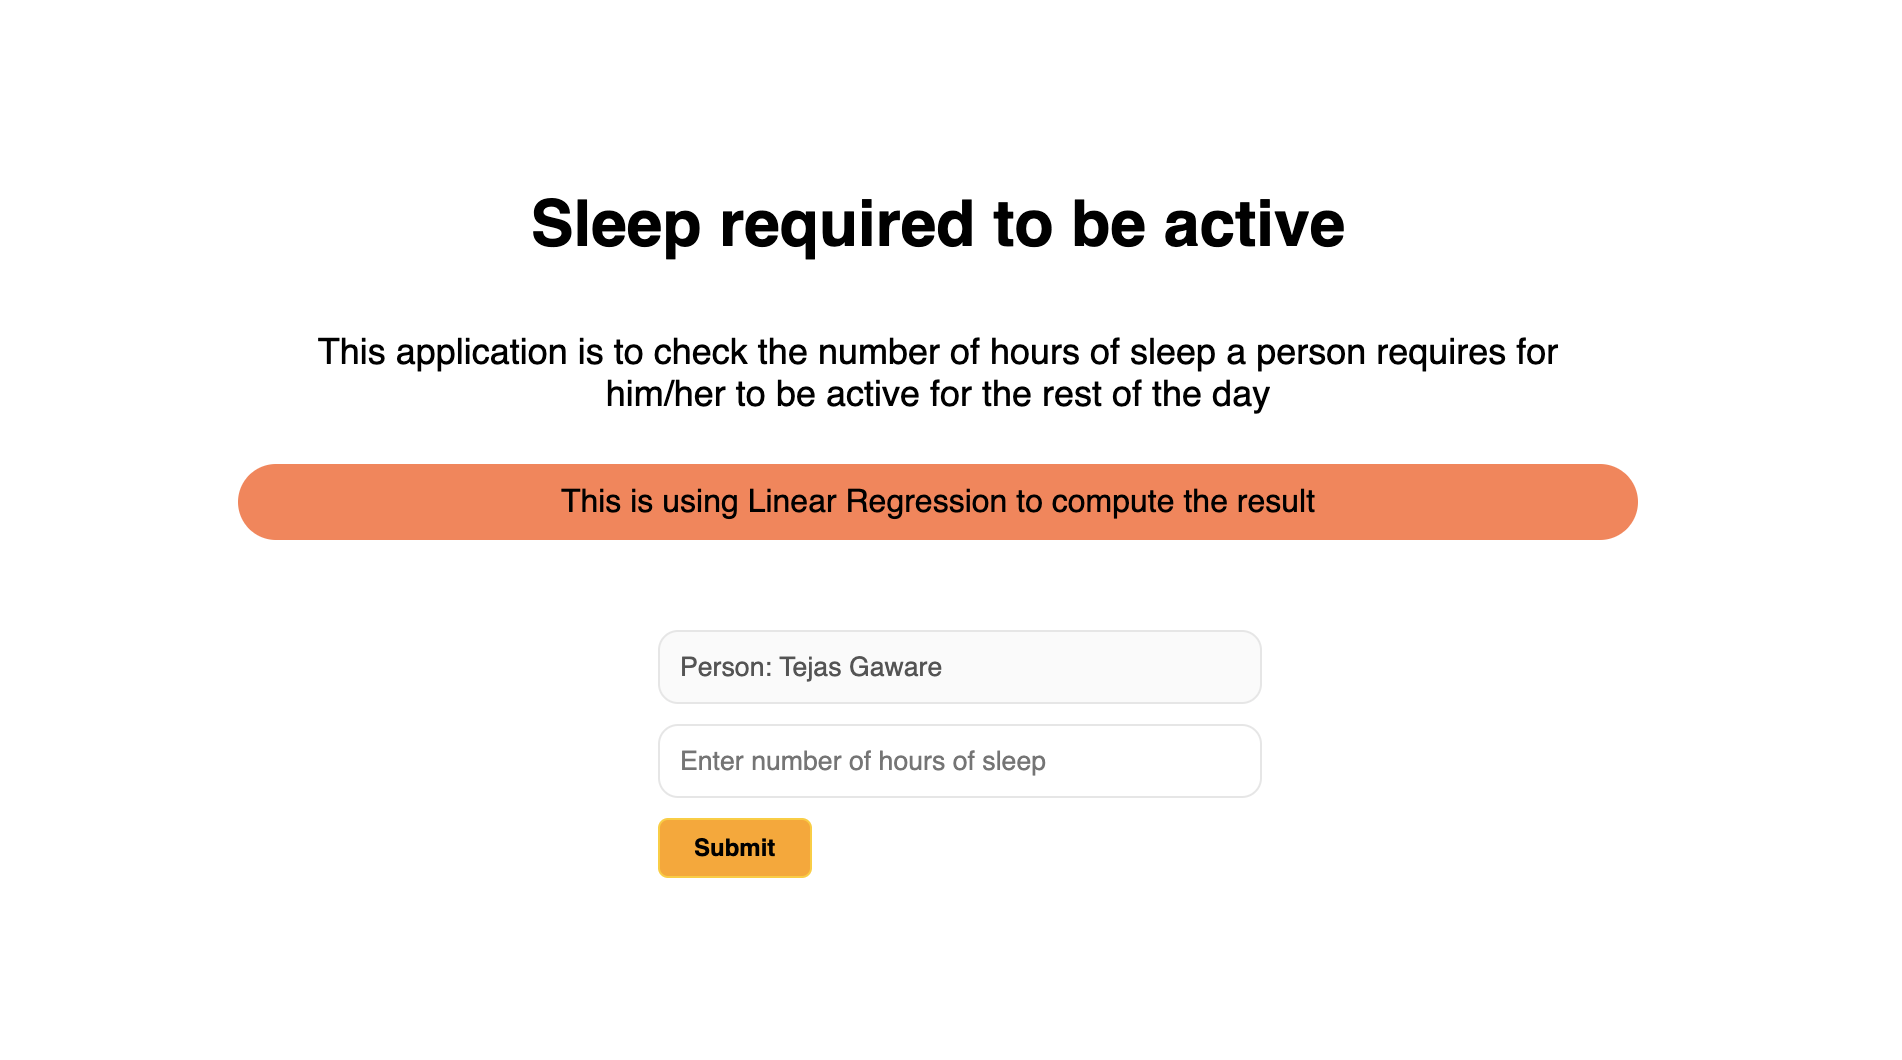 Sleep required to be active
This application is to check the number of hours of sleep a person requires for
him/her to be active for the rest of the day
This is using Linear Regression to compute the result
Person: Tejas Gaware
Enter number of hours of sleep
Submit